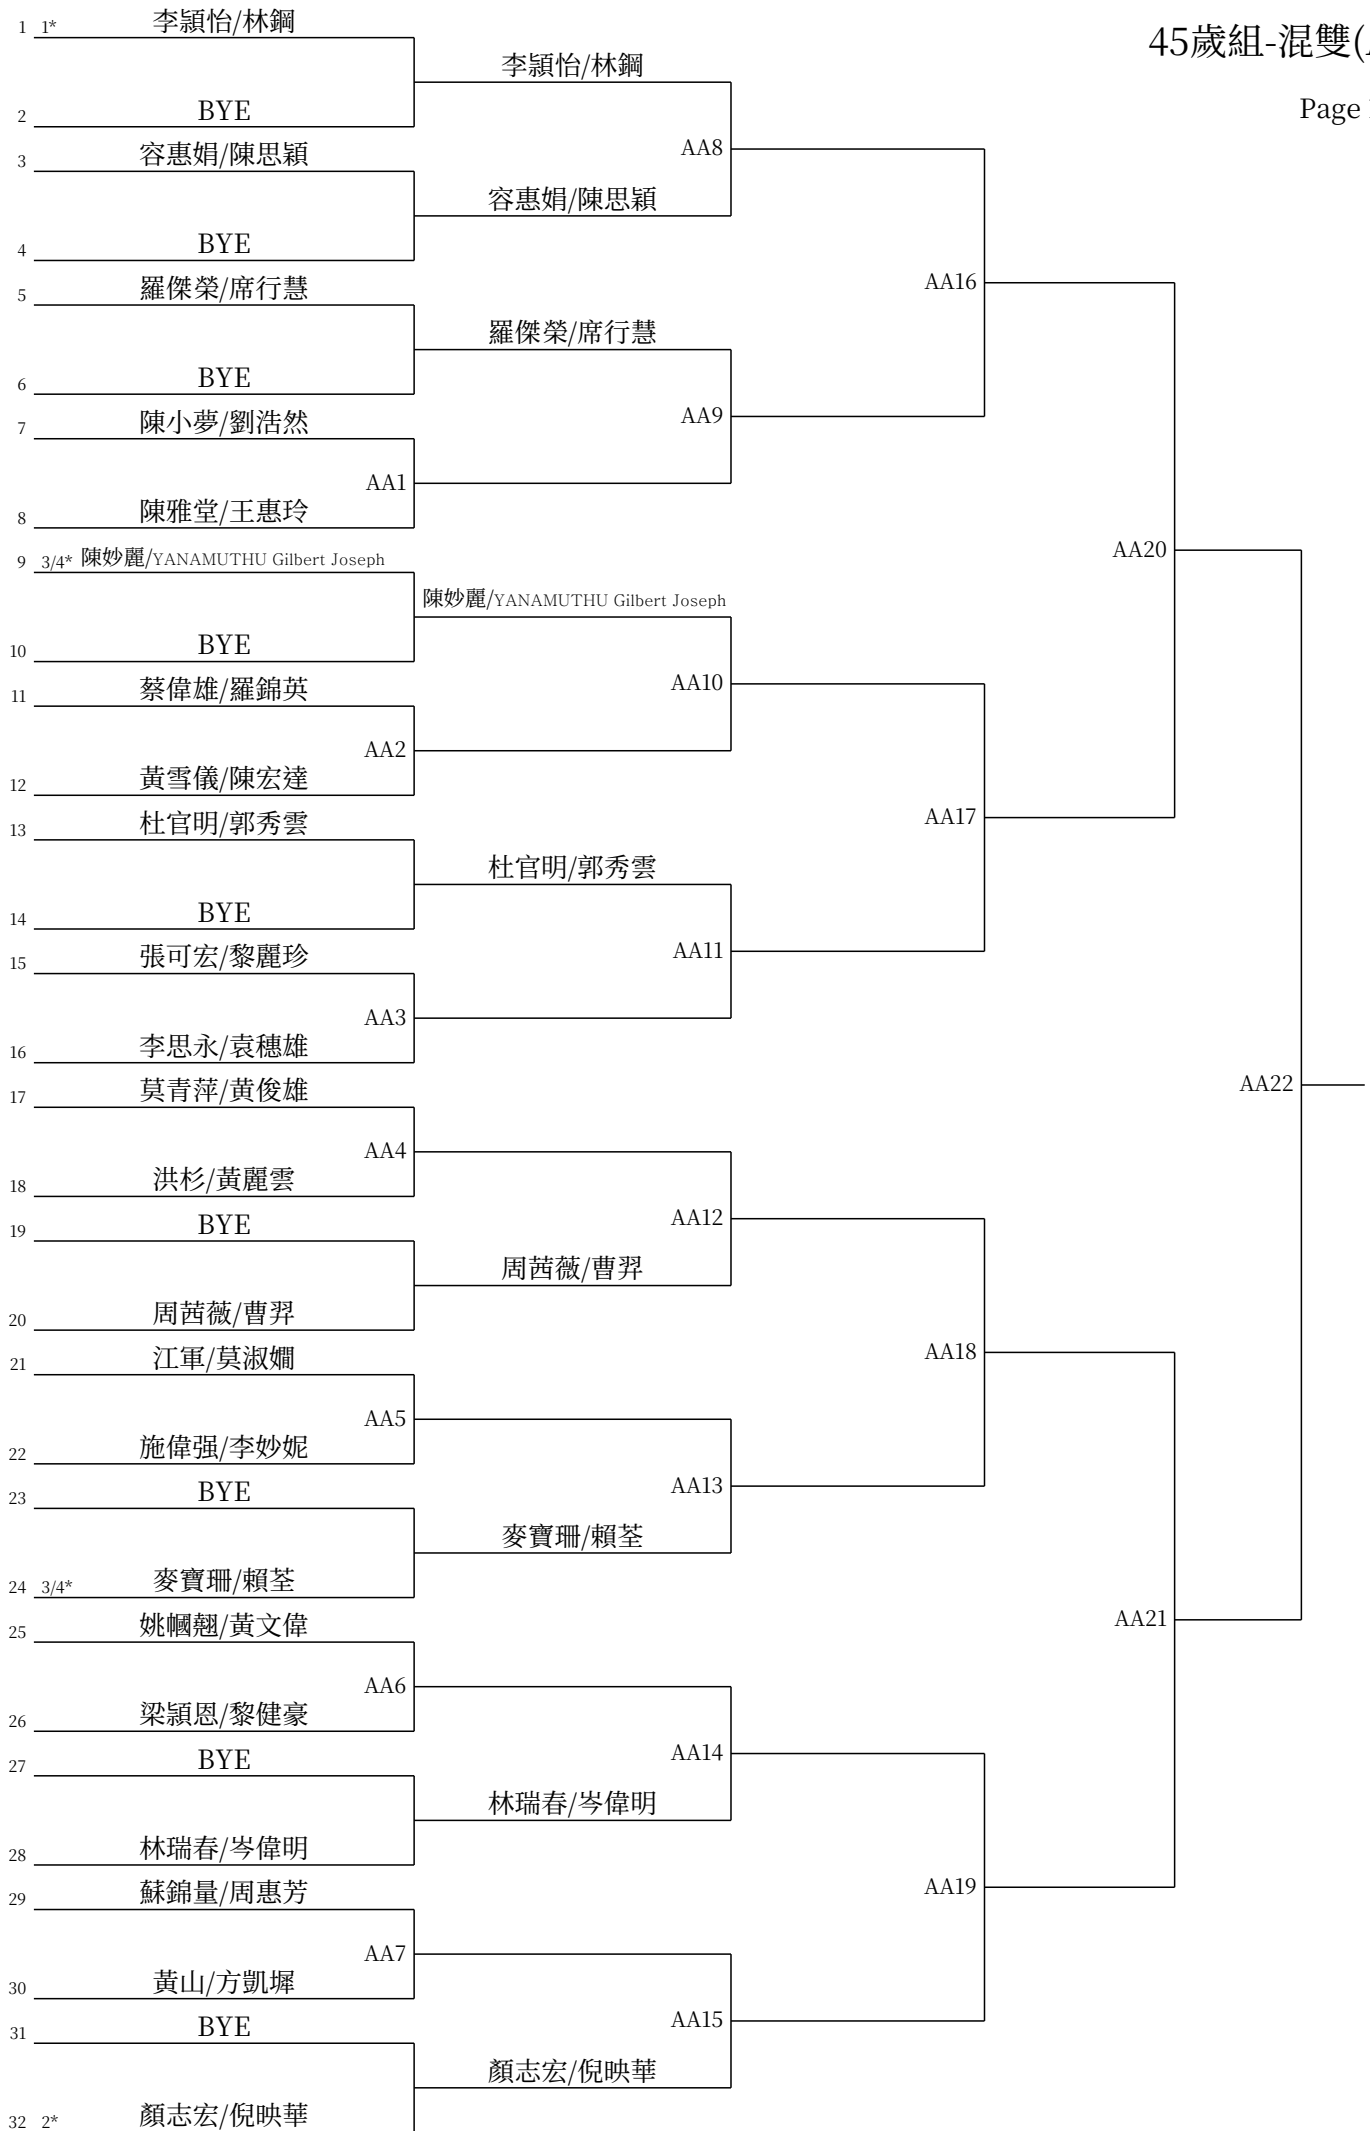 45歲組-混雙(
Page
1 1* 李頴怡/林鋼
李頴怡/林鋼
2 BYE
3 容惠娟/陳思穎
AA8
容惠娟/陳思穎
4 BYE
AA16
5 羅傑榮/席行慧
羅傑榮/席行慧
6 BYE
AA9
7 陳小夢/劉浩然
AA1
8 陳雅堂/王惠玲
AA20
9 3/4* 陳妙麗/YANAMUTHU Gilbert Joseph
陳妙麗/YANAMUTHU Gilbert Joseph
10 BYE
AA10
11 蔡偉雄/羅錦英
AA2
12 黃雪儀/陳宏達
AA17
13 杜官明/郭秀雲
杜官明/郭秀雲
14 BYE
AA11
15 張可宏/黎麗珍
AA3
16 李思永/袁穗雄
AA22
17 莫青萍/黄俊雄
AA4
18 洪杉/黃麗雲
AA12
19 BYE
周茜薇/曹羿
20 周茜薇/曹羿
AA18
21 江軍/莫淑嫺
AA5
22 施偉强/李妙妮
AA13
23 BYE
麥寶珊/賴荃
24 3/4* 麥寶珊/賴荃
AA21
25 姚幗翹/黃文偉
AA6
26 梁頴恩/黎健豪
AA14
27 BYE
林瑞春/岑偉明
28 林瑞春/岑偉明
AA19
29 蘇錦量/周惠芳
AA7
30 黃山/方凱墀
AA15
31 BYE
顏志宏/倪映華
32 2* 顏志宏/倪映華